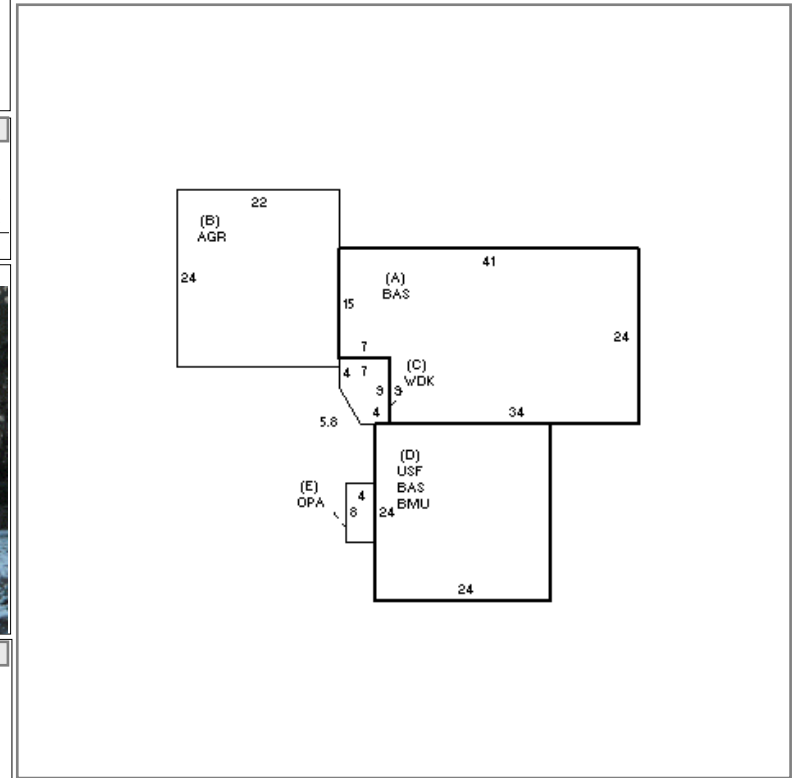 22
(B)
AGR
24
41
(A)
BAS
15
24
7
4 7
(C)
WDK
9 9
4
34
5.8
(D)
USF
BAS
BMU
(E)
OPA
4
8
24
24